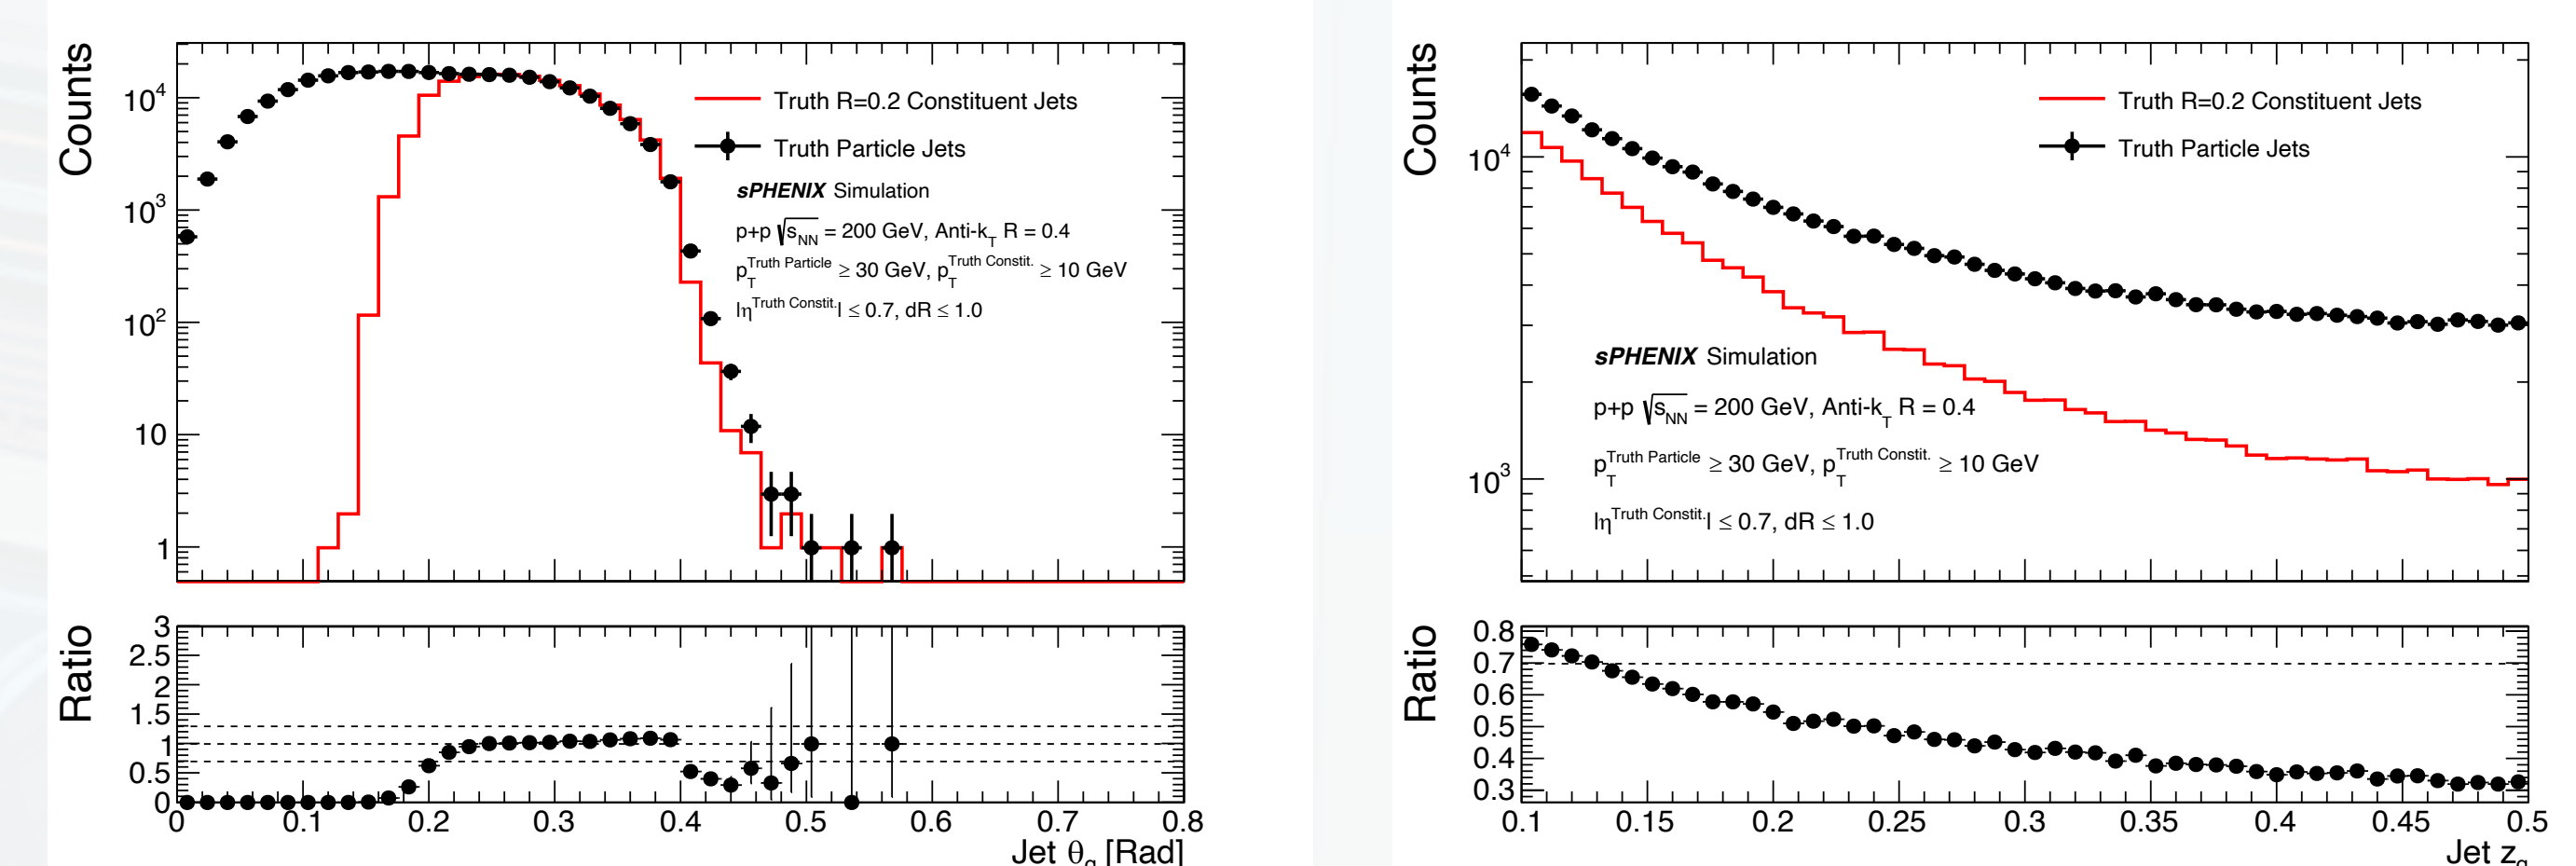 Counts
10^4
10^3
10^2
10
1
Truth R=0.2 Constituent Jets
Truth Particle Jets
sPHENIX Simulation
p+p √s_NN = 200 GeV, Anti-k_T R = 0.4
p_T^Truth Particle ≥ 30 GeV, p_T^Truth Constit. ≥ 10 GeV
|η^Truth Constit.| ≤ 0.7, dR ≤ 1.0
Ratio
3
2.5
2
1.5
1
0.5
0
0 0.1 0.2 0.3 0.4 0.5 0.6 0.7 0.8
Jet θ_g [Rad]
Counts
10^4
10^3
Truth R=0.2 Constituent Jets
Truth Particle Jets
sPHENIX Simulation
p+p √s_NN = 200 GeV, Anti-k_T R = 0.4
p_T^Truth Particle ≥ 30 GeV, p_T^Truth Constit. ≥ 10 GeV
|η^Truth Constit.| ≤ 0.7, dR ≤ 1.0
Ratio
0.8
0.7
0.6
0.5
0.4
0.3
0.1 0.15 0.2 0.25 0.3 0.35 0.4 0.45 0.5
Jet z_g